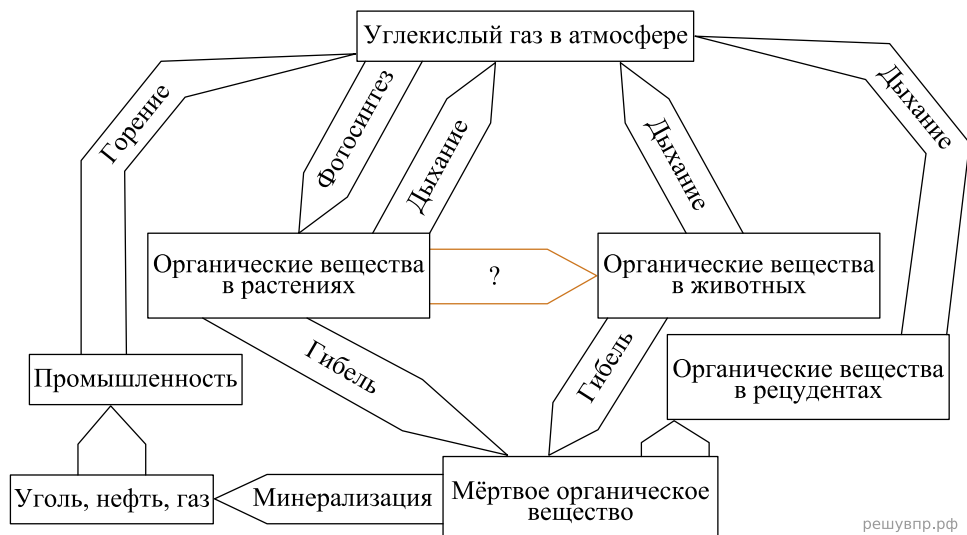 Углекислый газ в атмосфере
Горение
Фотосинтез
Дыхание
Дыхание
Дыхание
Органические вещества
в растениях
?
Органические вещества
в животных
Гибель
Гибель
Промышленность
Органические вещества
в рецудентах
Уголь, нефть, газ
Минерализация
Мёртвое органическое
вещество
решувпр.рф